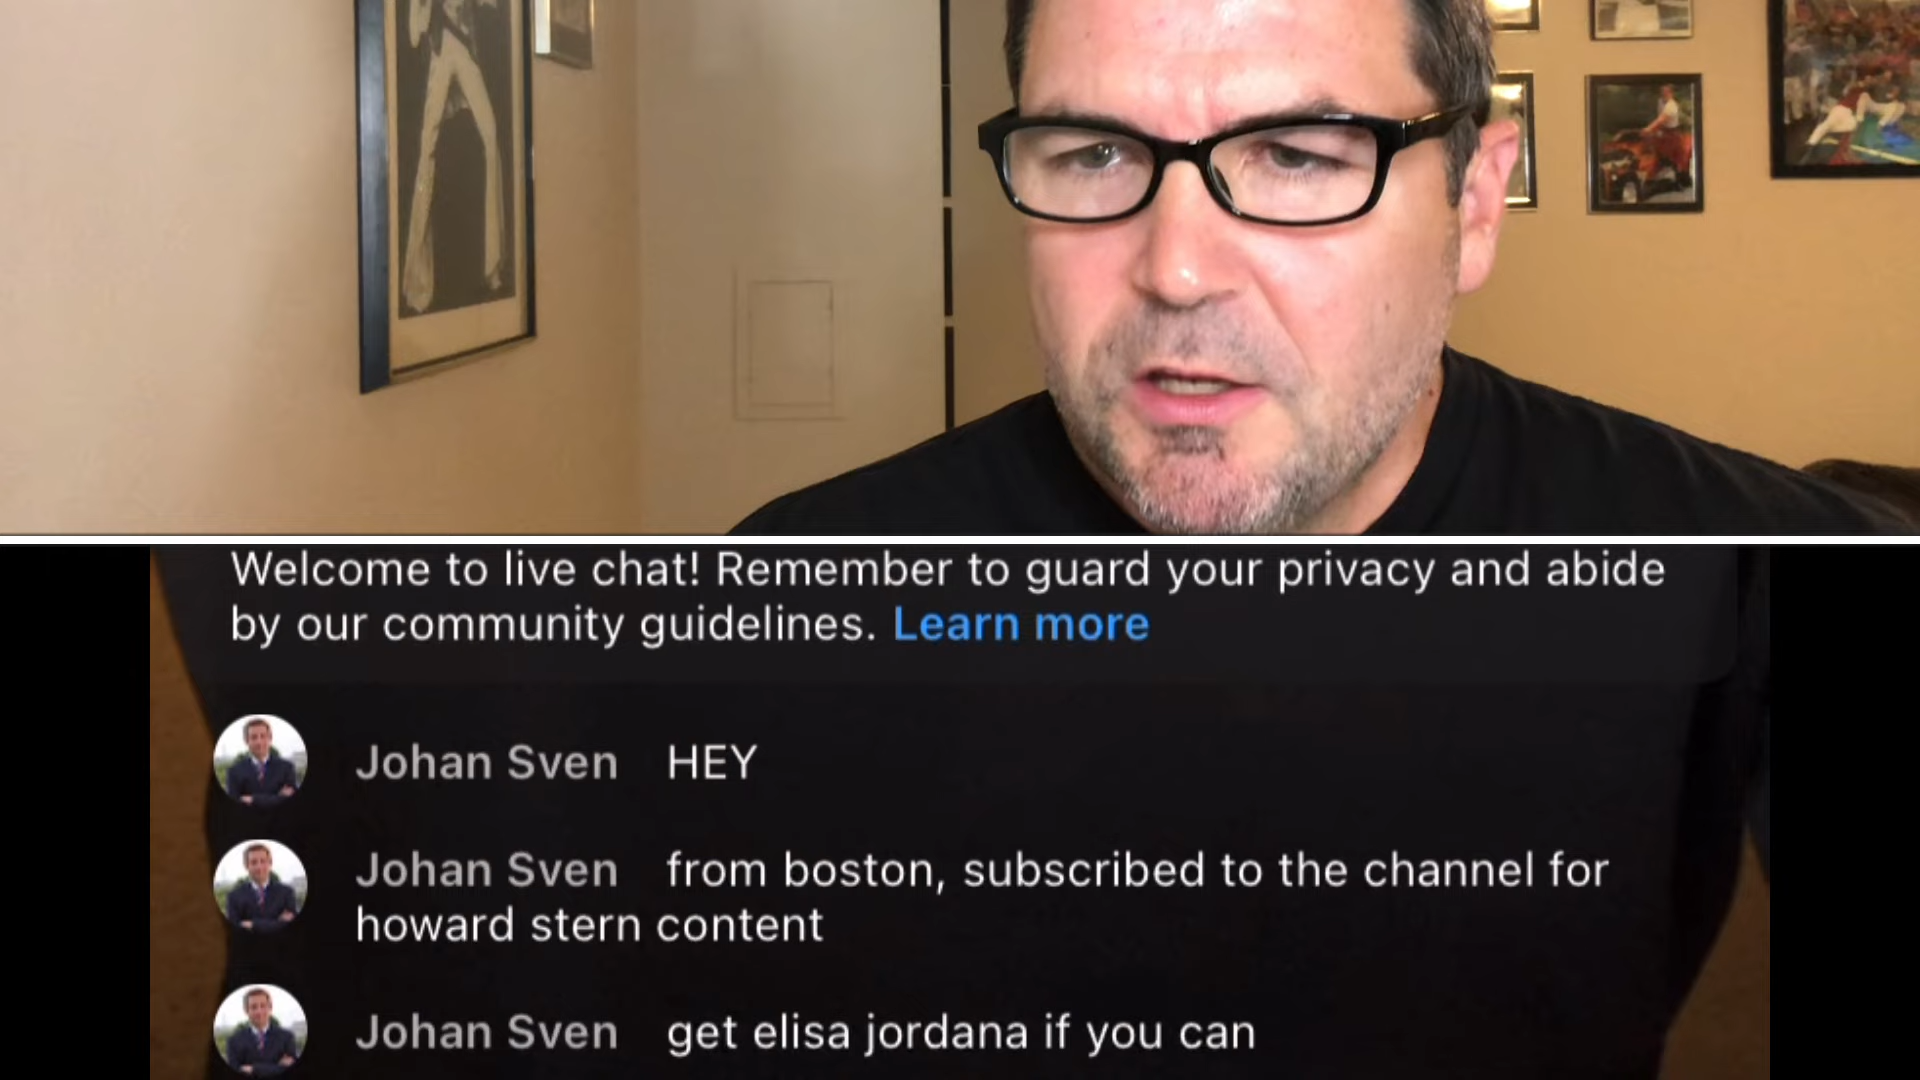 Welcome to live chat! Remember to guard your privacy and abide
by our community guidelines. Learn more
Johan Sven HEY
Johan Sven from boston, subscribed to the channel for
howard stern content
Johan Sven get elisa jordana if you can